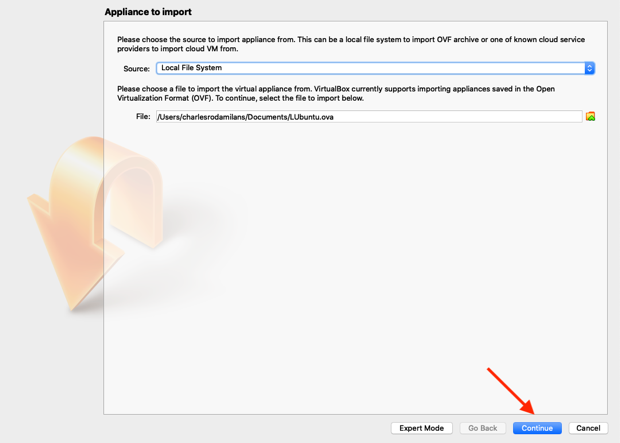 Appliance to import
Please choose the source to import appliance from. This can be a local file system to import OVF archive or one of known cloud service
providers to import cloud VM from.
Source: Local File System
Please choose a file to import the virtual appliance from. VirtualBox currently supports importing appliances saved in the Open
Virtualization Format (OVF). To continue, select the file to import below.
File: /Users/charlesrodamilans/Documents/LUbuntu.ova
Expert Mode Go Back Continue Cancel